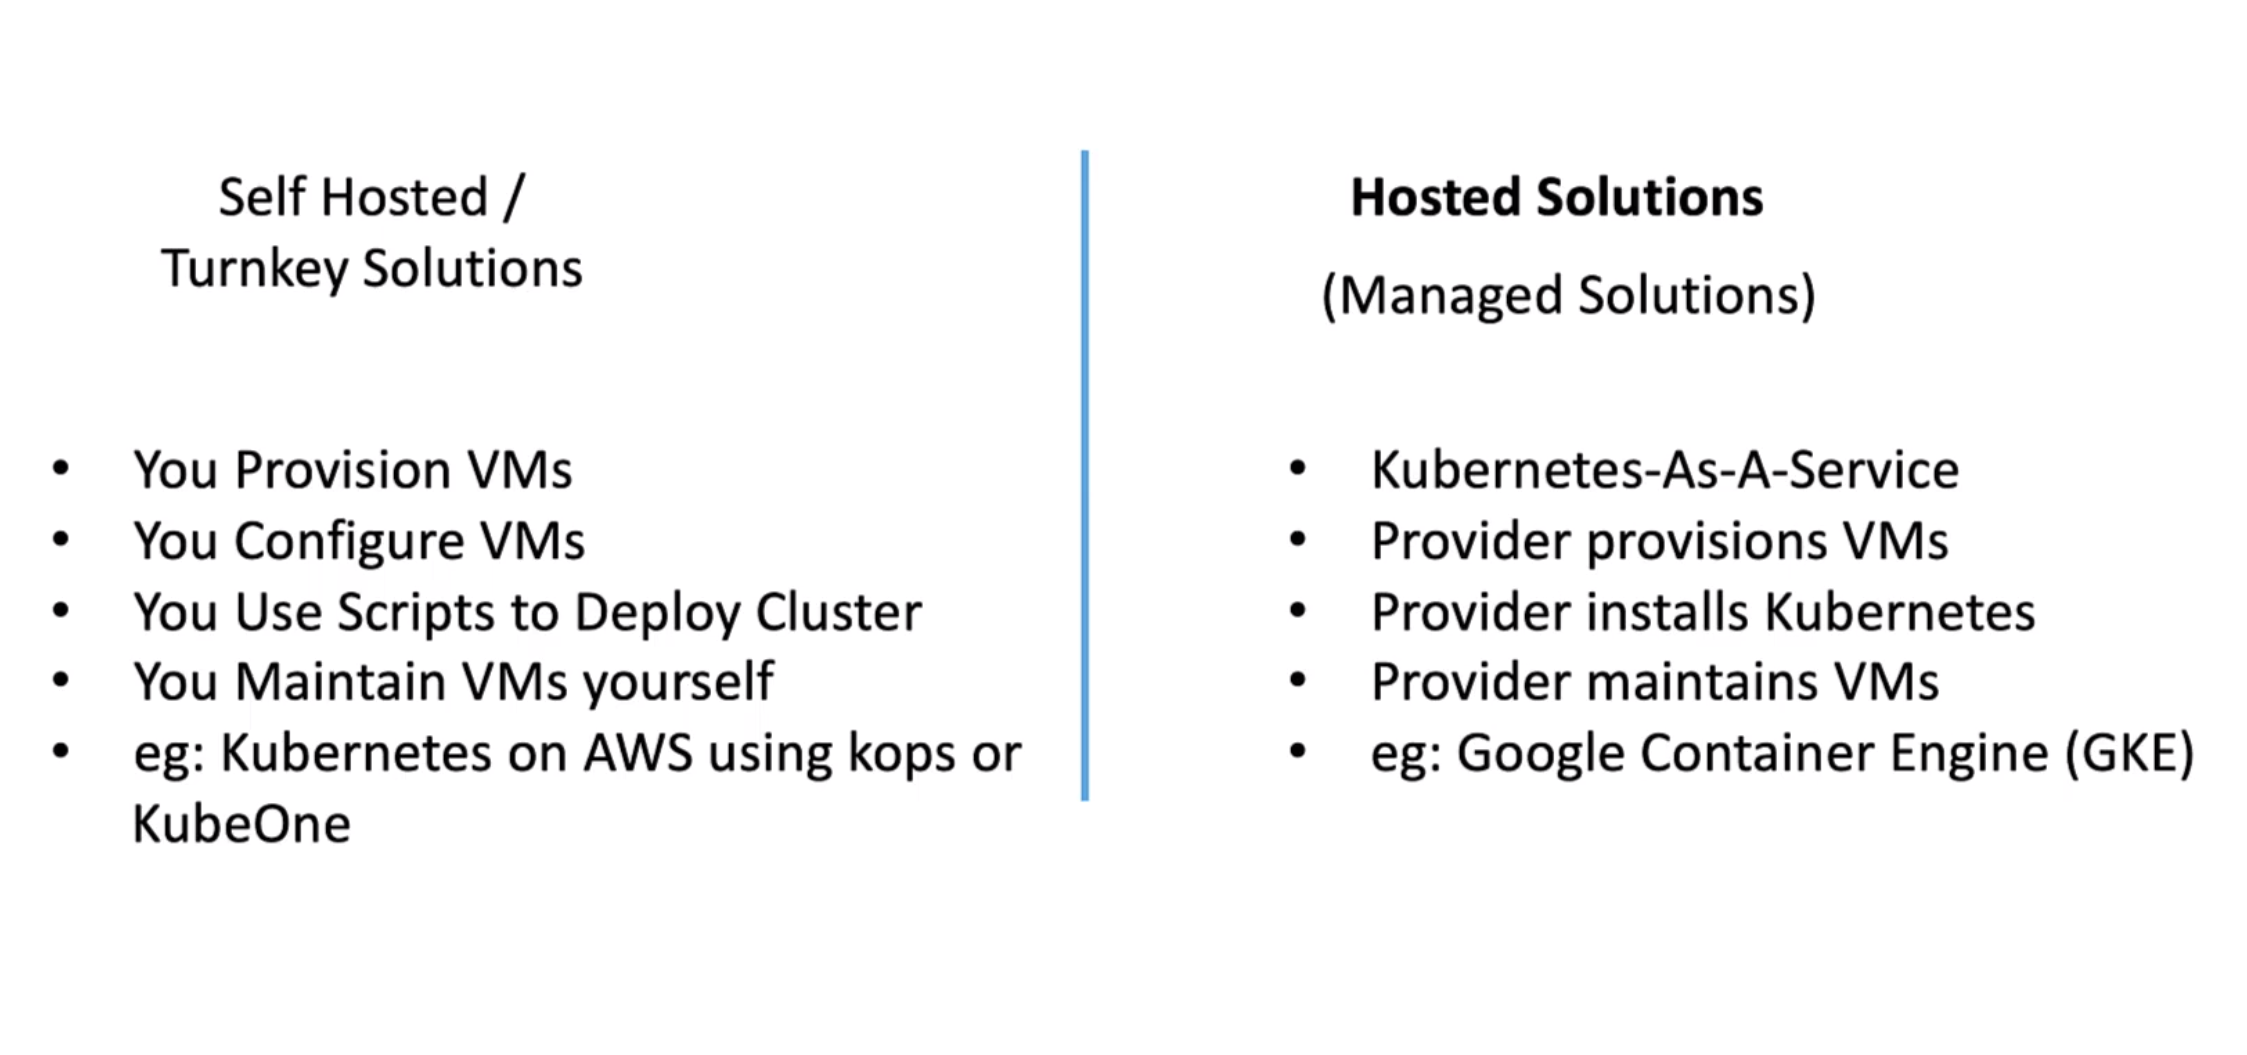 Self Hosted /
Turnkey Solutions
• You Provision VMs
• You Configure VMs
• You Use Scripts to Deploy Cluster
• You Maintain VMs yourself
• eg: Kubernetes on AWS using kops or
KubeOne
Hosted Solutions
(Managed Solutions)
• Kubernetes-As-A-Service
• Provider provisions VMs
• Provider installs Kubernetes
• Provider maintains VMs
• eg: Google Container Engine (GKE)